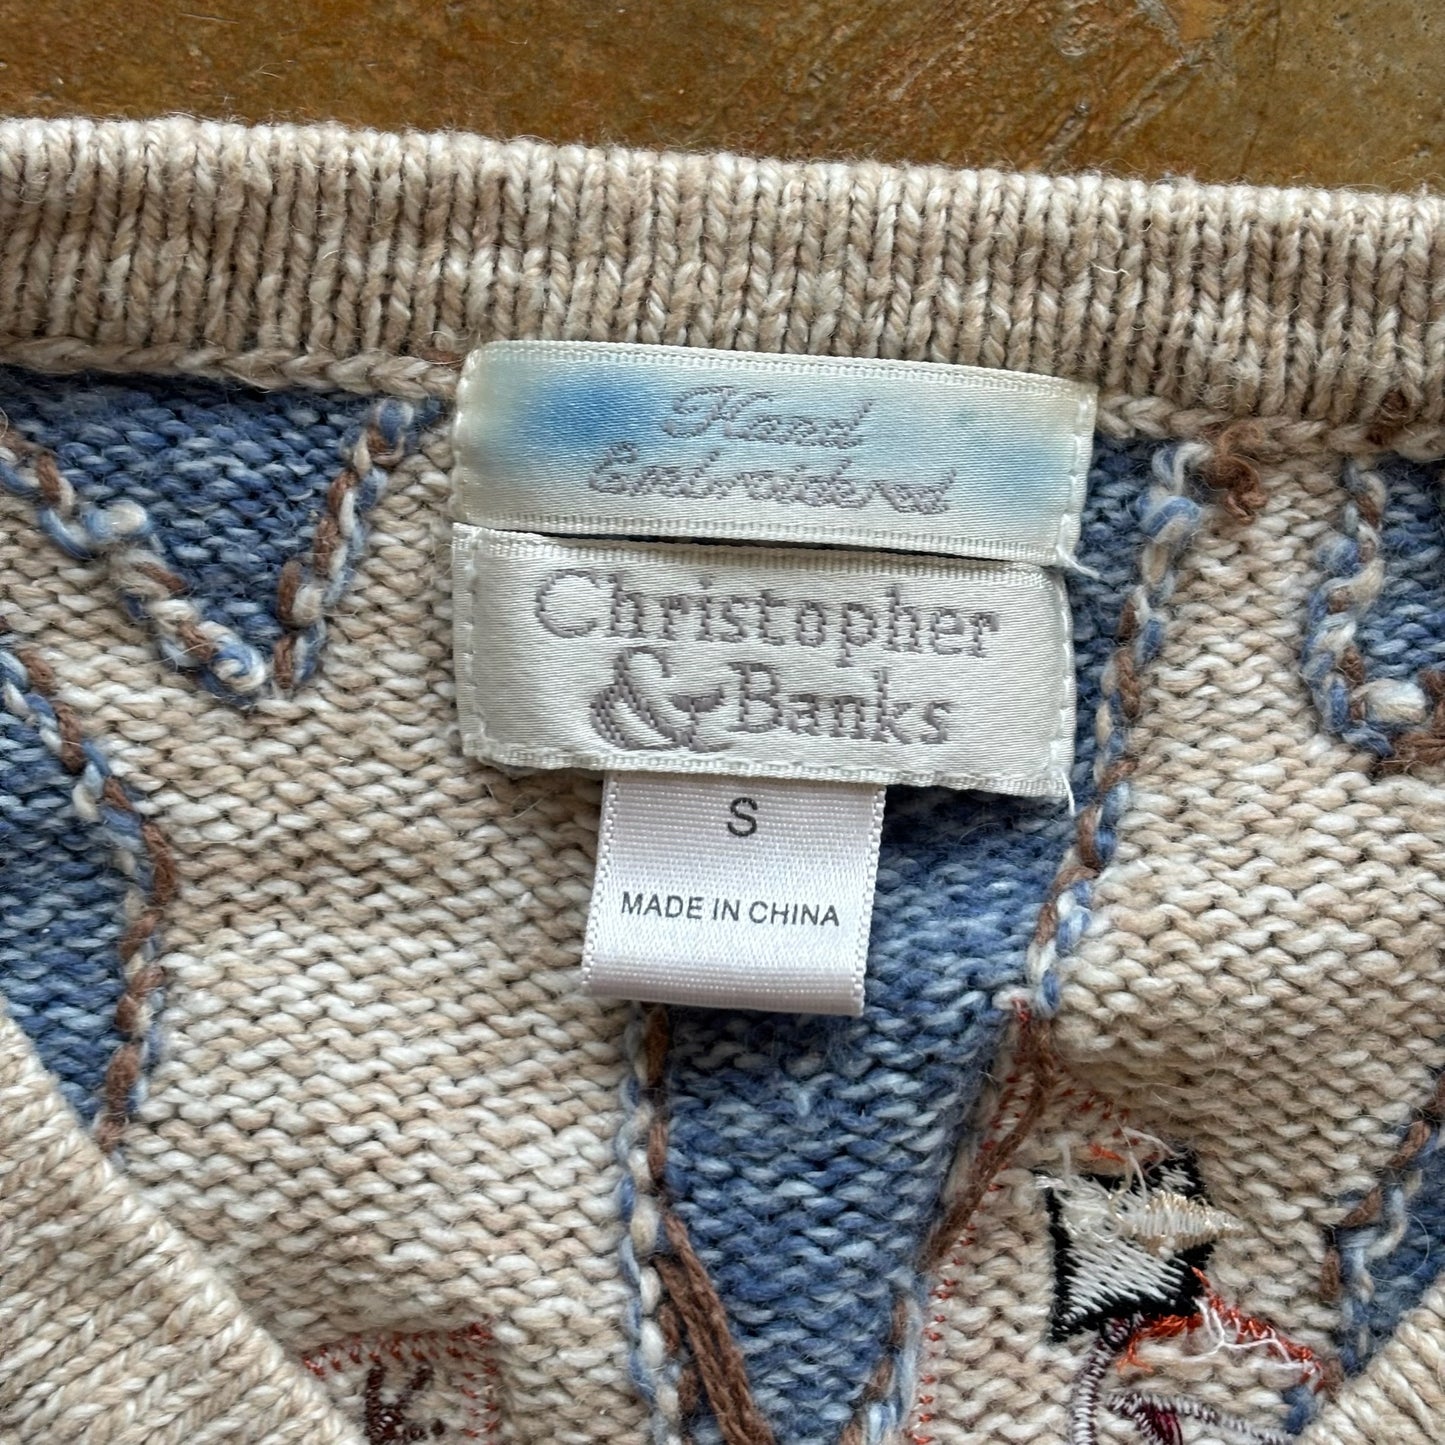 Hand
Embroidered
Christopher
& Banks
S
MADE IN CHINA